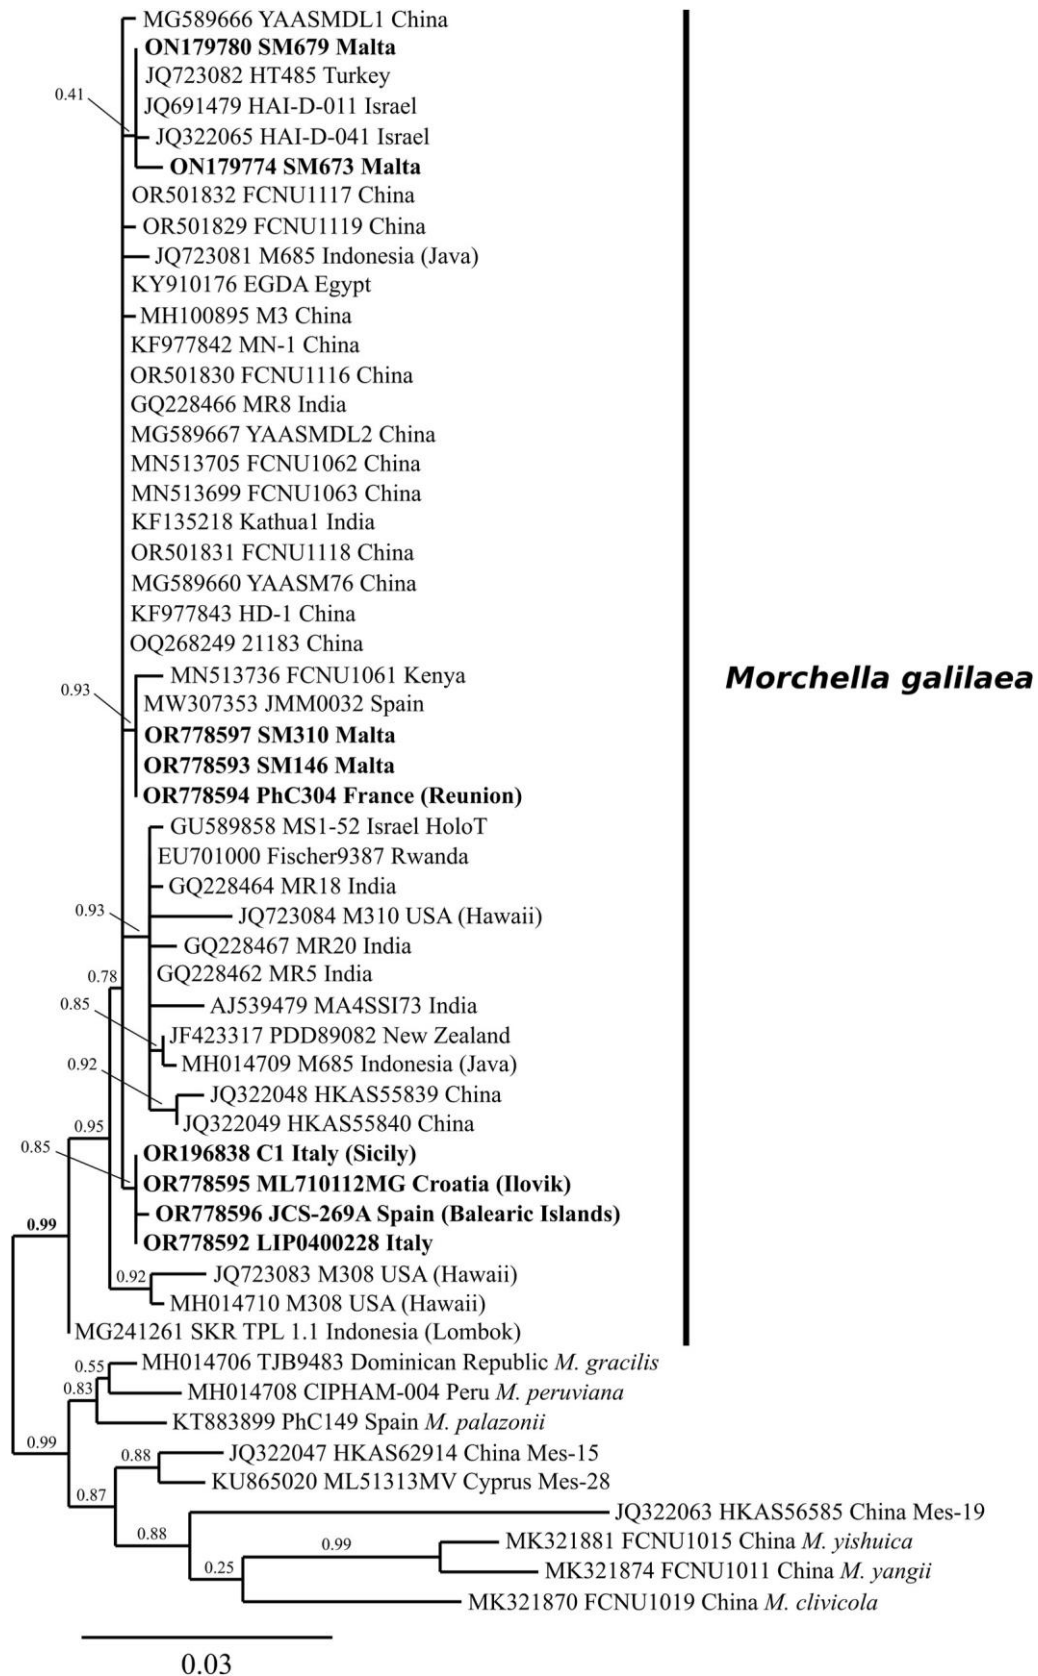 MG589666 YAASMDL1 China
ON179780 SM679 Malta
JQ723082 HT485 Turkey
0.41
JQ691479 HAI-D-011 Israel
JQ322065 HAI-D-041 Israel
ON179774 SM673 Malta
OR501832 FCNU1117 China
OR501829 FCNU1119 China
JQ723081 M685 Indonesia (Java)
KY910176 EGDA Egypt
MH100895 M3 China
KF977842 MN-1 China
OR501830 FCNU1116 China
GQ228466 MR8 India
MG589667 YAASMDL2 China
MN513705 FCNU1062 China
MN513699 FCNU1063 China
KF135218 Kathua1 India
OR501831 FCNU1118 China
MG589660 YAASM76 China
KF977843 HD-1 China
OQ268249 21183 China
MN513736 FCNU1061 Kenya
Morchella galilaea
0.93
MW307353 JMM0032 Spain
OR778597 SM310 Malta
OR778593 SM146 Malta
OR778594 PhC304 France (Reunion)
GU589858 MS1-52 Israel HoloT
EU701000 Fischer9387 Rwanda
GQ228464 MR18 India
0.93
JQ723084 M310 USA (Hawaii)
GQ228467 MR20 India
GQ228462 MR5 India
0.78
0.85
AJ539479 MA4SSI73 India
JF423317 PDD89082 New Zealand
0.92
MH014709 M685 Indonesia (Java)
JQ322048 HKAS55839 China
JQ322049 HKAS55840 China
0.95
0.85
OR196838 C1 Italy (Sicily)
OR778595 ML710112MG Croatia (Ilovik)
OR778596 JCS-269A Spain (Balearic Islands)
0.99
OR778592 LIP0400228 Italy
0.92
JQ723083 M308 USA (Hawaii)
MH014710 M308 USA (Hawaii)
MG241261 SKR TPL 1.1 Indonesia (Lombok)
0.55
MH014706 TJB9483 Dominican Republic M. gracilis
0.83
MH014708 CIPHAM-004 Peru M. peruviana
KT883899 PhC149 Spain M. palazonii
0.99
0.88
JQ322047 HKAS62914 China Mes-15
KU865020 ML51313MV Cyprus Mes-28
0.87
JQ322063 HKAS56585 China Mes-19
0.88
0.99
MK321881 FCNU1015 China M. yishuica
0.25
MK321874 FCNU1011 China M. yangii
MK321870 FCNU1019 China M. clivicola
0.03